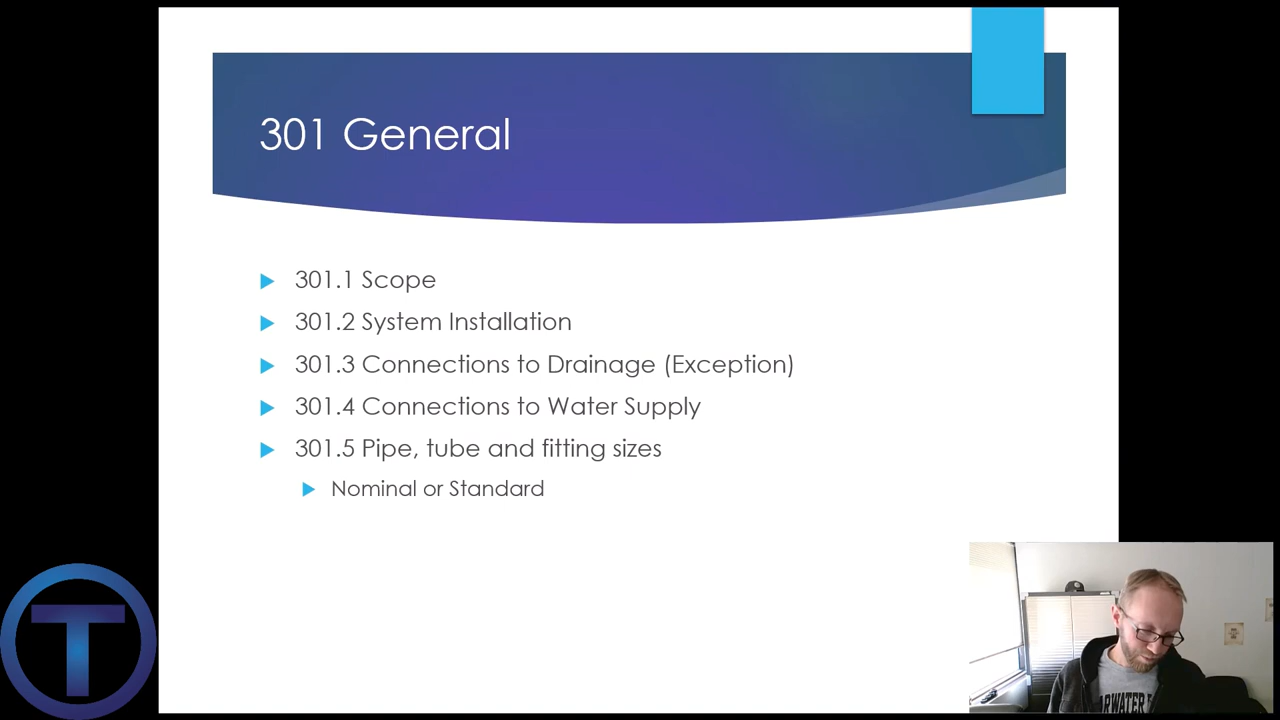 301 General
301.1 Scope
301.2 System Installation
301.3 Connections to Drainage (Exception)
301.4 Connections to Water Supply
301.5 Pipe, tube and fitting sizes
Nominal or Standard
T